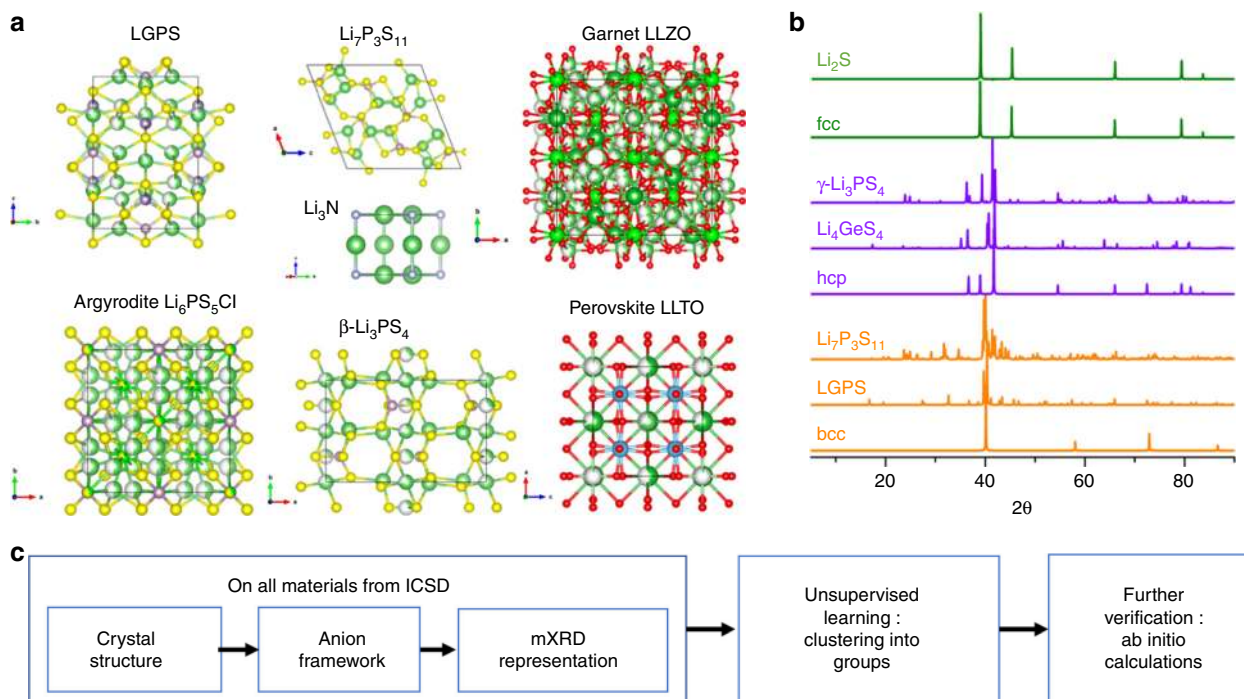 a
LGPS
Li₇P₃S₁₁
Garnet LLZO
Li₃N
Argyrodite Li₆PS₅Cl
β-Li₃PS₄
Perovskite LLTO
b
Li₂S
fcc
γ-Li₃PS₄
Li₄GeS₄
hcp
Li₇P₃S₁₁
LGPS
bcc
20 40 60 80
2θ
c
On all materials from ICSD
Crystal
structure
Anion
framework
mXRD
representation
Unsupervised
learning :
clustering into
groups
Further
verification :
ab initio
calculations